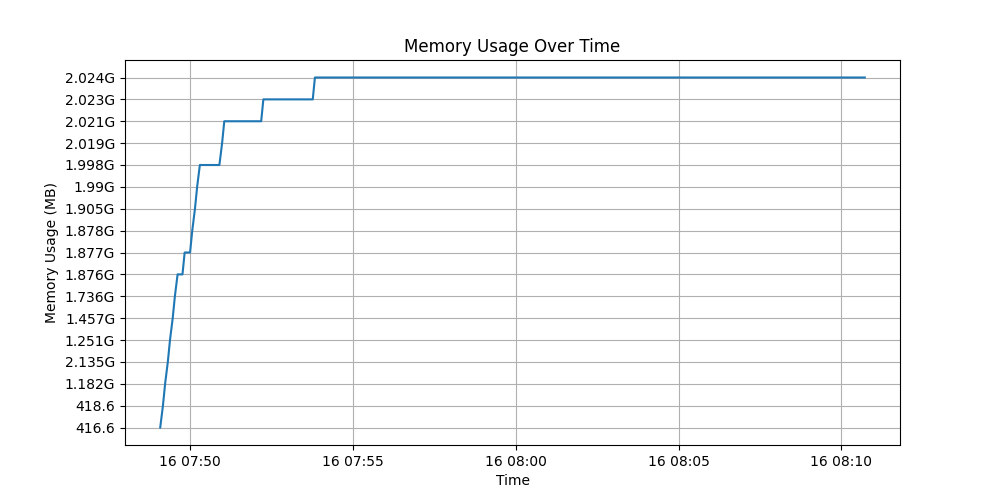 Memory Usage Over Time
Memory Usage (MB)
2.024G
2.023G
2.021G
2.019G
1.998G
1.99G
1.905G
1.878G
1.877G
1.876G
1.736G
1.457G
1.251G
2.135G
1.182G
418.6
416.6
16 07:50 16 07:55 16 08:00 16 08:05 16 08:10
Time